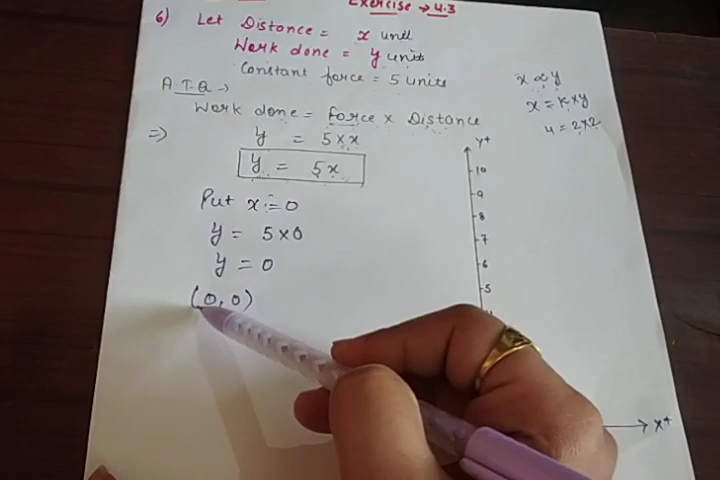 Exercise → 4.3
6) Let Distance = x unit
Work done = y units
Constant force = 5 units
A.T.Q →
Work done = force × Distance
⇒ y = 5 × x
y = 5x
Put x = 0
y = 5×0
y = 0
(0,0)
x ∝ y
x = k×y
4 = 2×2
Y+
10
9
8
7
6
5
X+